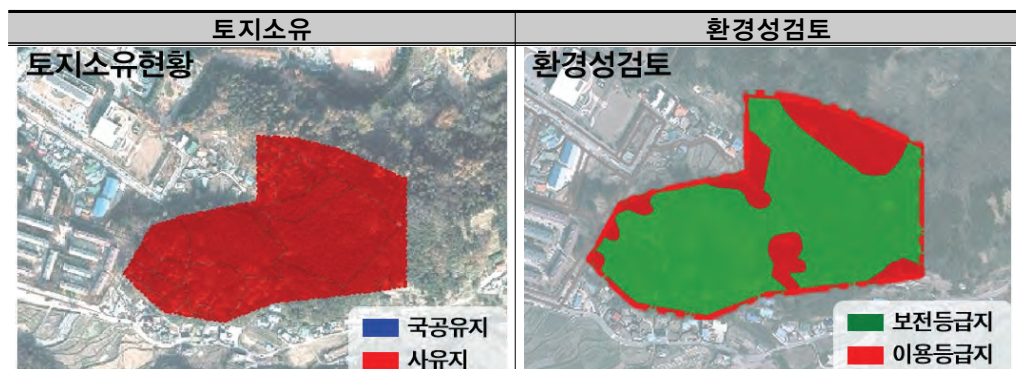 토지소유
환경성검토
토지소유현황
환경성검토
국공유지
사유지
보전등급지
이용등급지